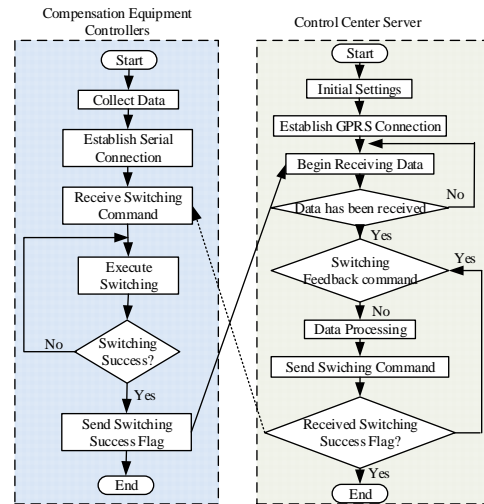 Compensation Equipment
Controllers
Start
Collect Data
Establish Serial
Connection
Receive Switching
Command
Execute
Switching
No
Switching
Success?
Yes
Send Switching
Success Flag
End
Control Center Server
Start
Initial Settings
Establish GPRS Connection
Begin Receiving Data
No
Data has been received
Yes
Switching
Feedback command
Yes
No
Data Processing
Send Swiching Command
Received Switching
Success Flag?
Yes
End